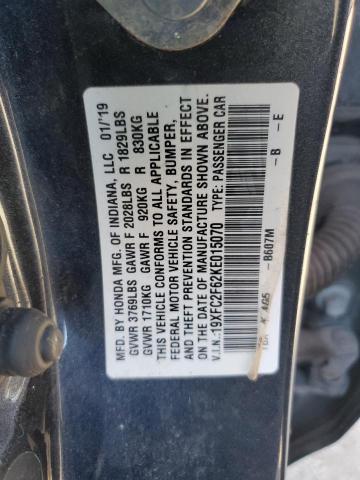 MFD. BY HONDA MFG. OF INDIANA, LLC 01/'19
GVWR 3769LBS GAWR F 2028LBS R 1829LBS
GVWR 1710KG GAWR F 920KG R 830KG
THIS VEHICLE CONFORMS TO ALL APPLICABLE
FEDERAL MOTOR VEHICLE SAFETY, BUMPER,
AND THEFT PREVENTION STANDARDS IN EFFECT
ON THE DATE OF MANUFACTURE SHOWN ABOVE.
V.I.N.:19XFC2F62KE015070 TYPE: PASSENGER CAR
B607M B E